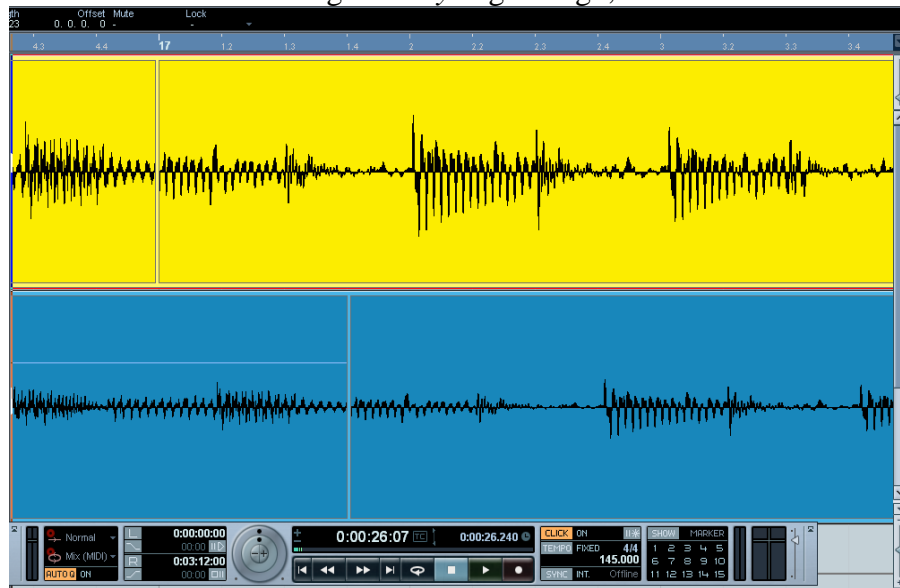 Offset Mute Lock
23 0. 0. 0. 0 - -
4.3 4.4 17 1.2 1.3 1.4 2 2.2 2.3 2.4 3 3.2 3.3 3.4
Normal L 0:00:00:00 0:00:26:07 TC 0:00:26.240 CLICK ON SHOW MARKER
00:00 TEMPO FIXED 4/4 1 2 3 4 5
Mix (MIDI) R 0:03:12:00 145.000 6 7 8 9 10
AUTO Q ON 00:00 SYNC INT. Offline 11 12 13 14 15